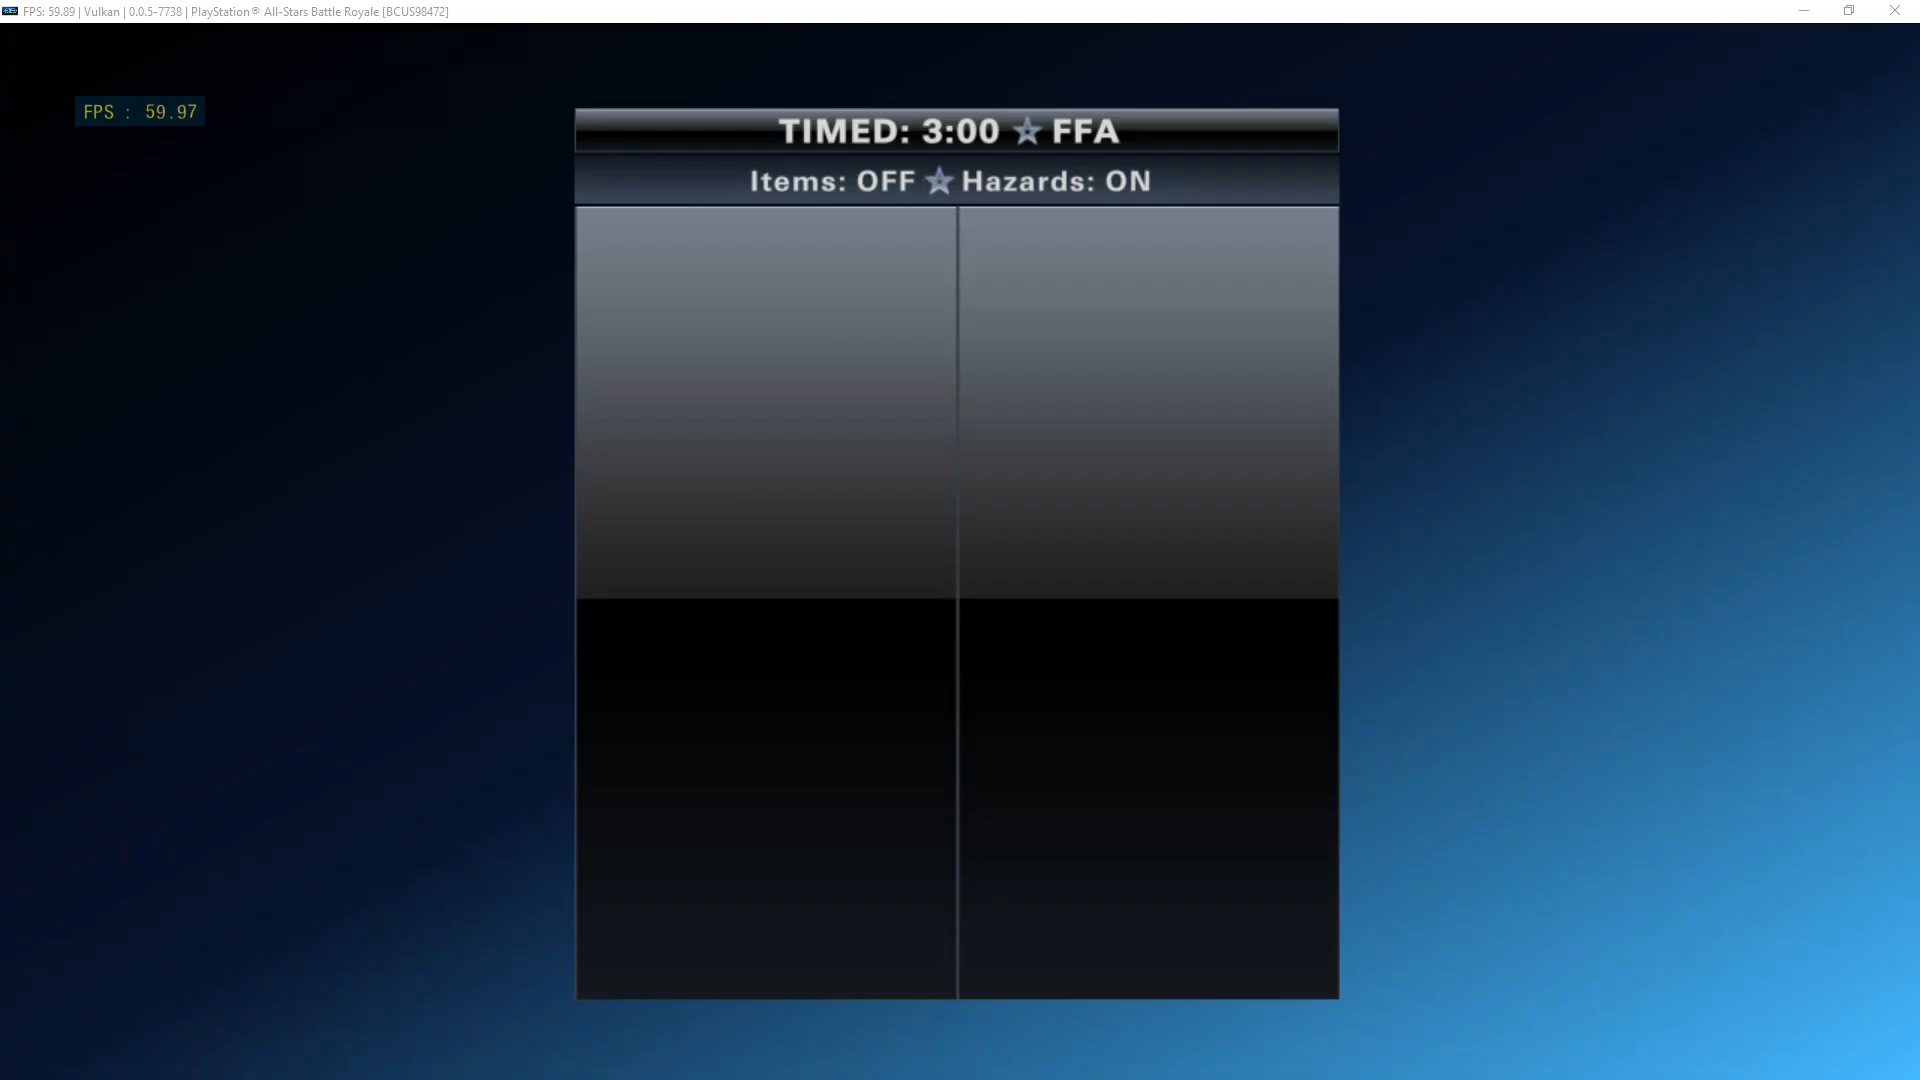 FPS: 59.89 | Vulkan | 0.0.5-7738 | PlayStation® All-Stars Battle Royale [BCUS98472]
FPS : 59.97
TIMED: 3:00 ★ FFA
Items: OFF ★ Hazards: ON